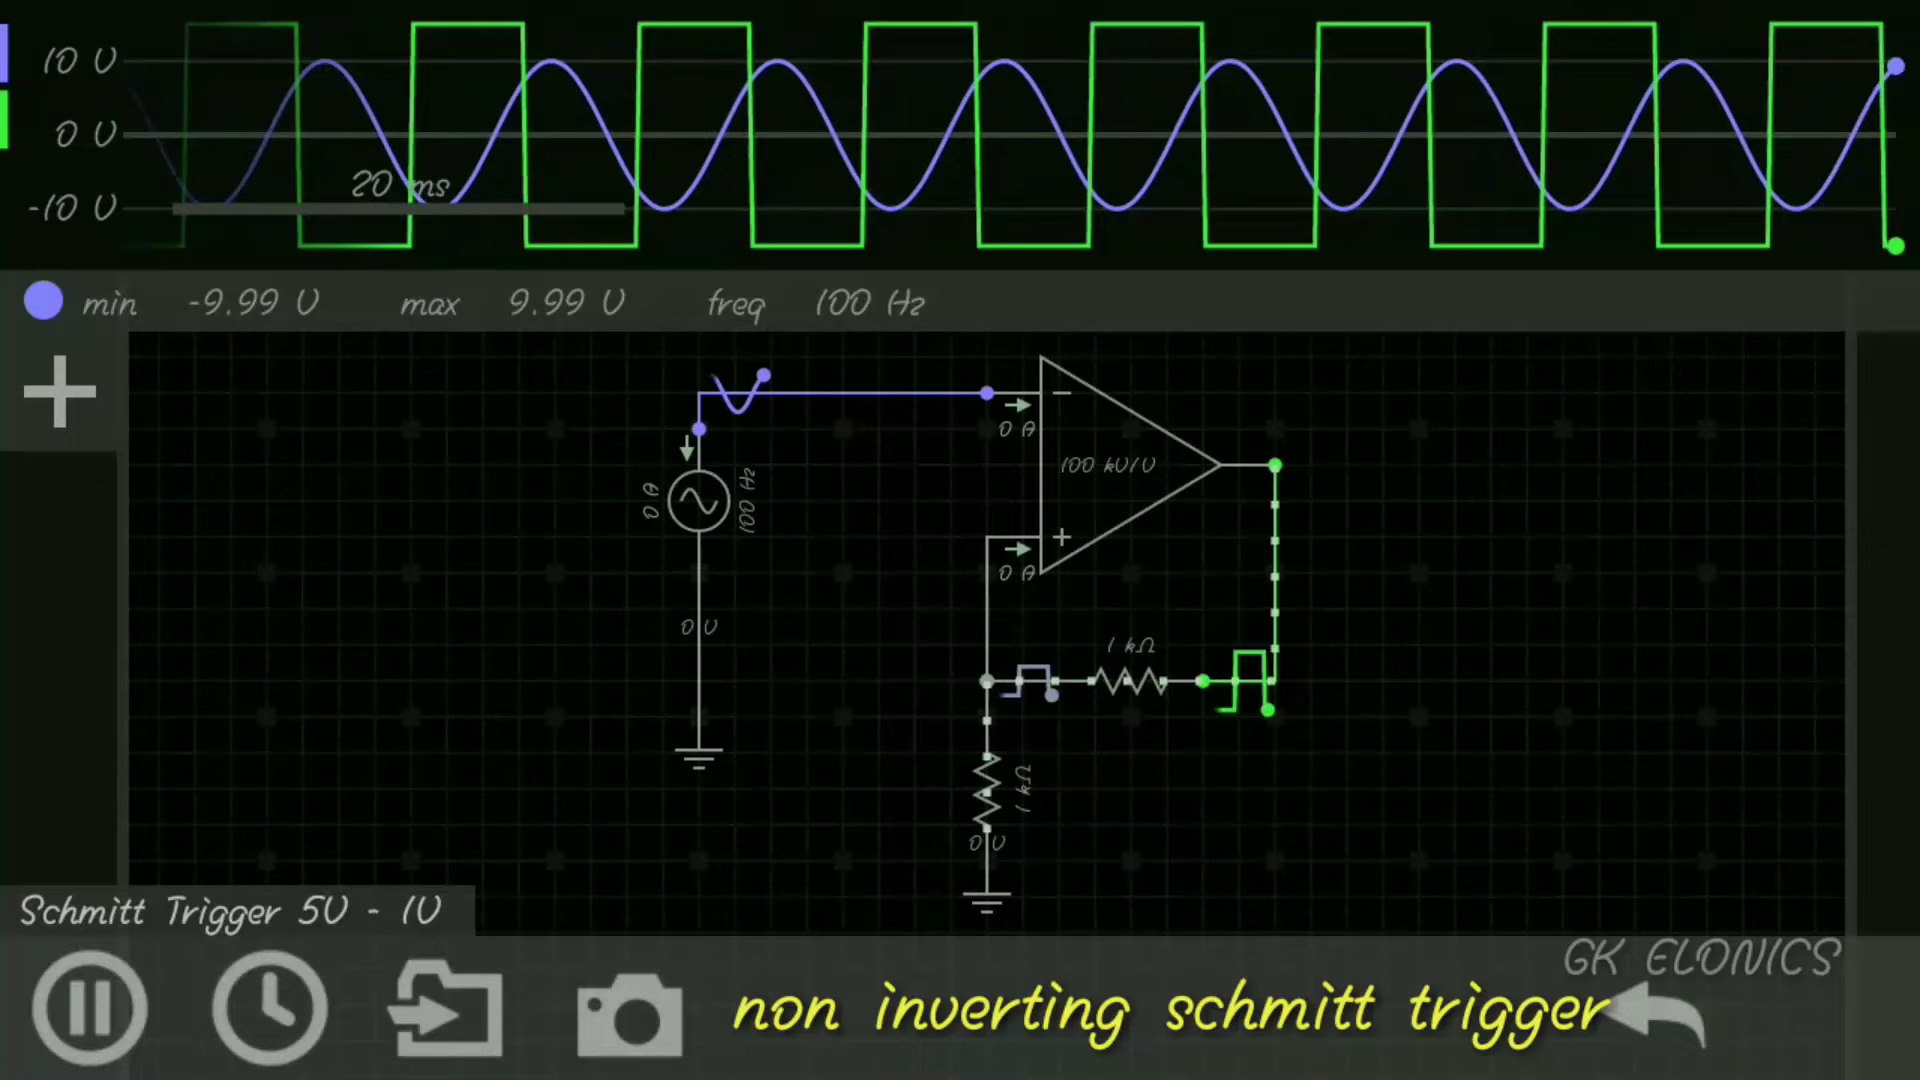 10 V
0 V
20 ms
-10 V
min -9.99 V max 9.99 V freq 100 Hz
0 A
100 kV/V
0 A
100 Hz
0 A
0 V
1 kΩ
1 kΩ
0 V
Schmitt Trigger 5V - 1V
GK ELONICS
non inverting schmitt trigger